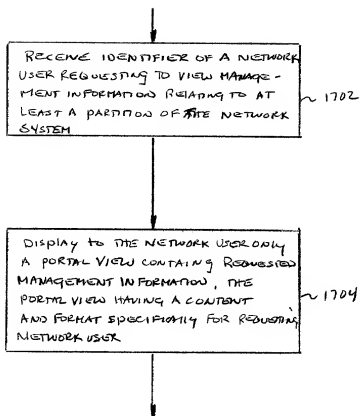 RECEIVE IDENTIFIER OF A NETWORK
USER REQUESTING TO VIEW MANAGE-
MENT INFORMATION RELATING TO AT
LEAST A PARTITION OF THE NETWORK
SYSTEM
1702
DISPLAY TO THE NETWORK USER ONLY
A PORTAL VIEW CONTAING REQUESTED
MANAGEMENT INFORMATION, THE
PORTAL VIEW HAVING A CONTENT
AND FORMAT SPECIFICALLY FOR REQUESTING
NETWORK USER
1704